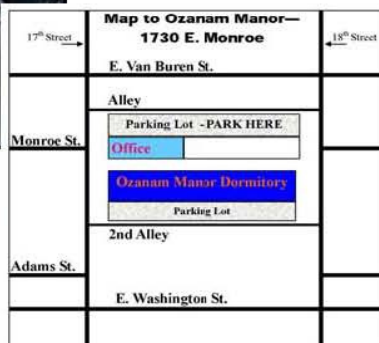 Map to Ozanam Manor—
1730 E. Monroe
17th Street
18th Street
E. Van Buren St.
Alley
Parking Lot -PARK HERE
Monroe St.
Office
Ozanam Manor Dormitory
Parking Lot
2nd Alley
Adams St.
E. Washington St.